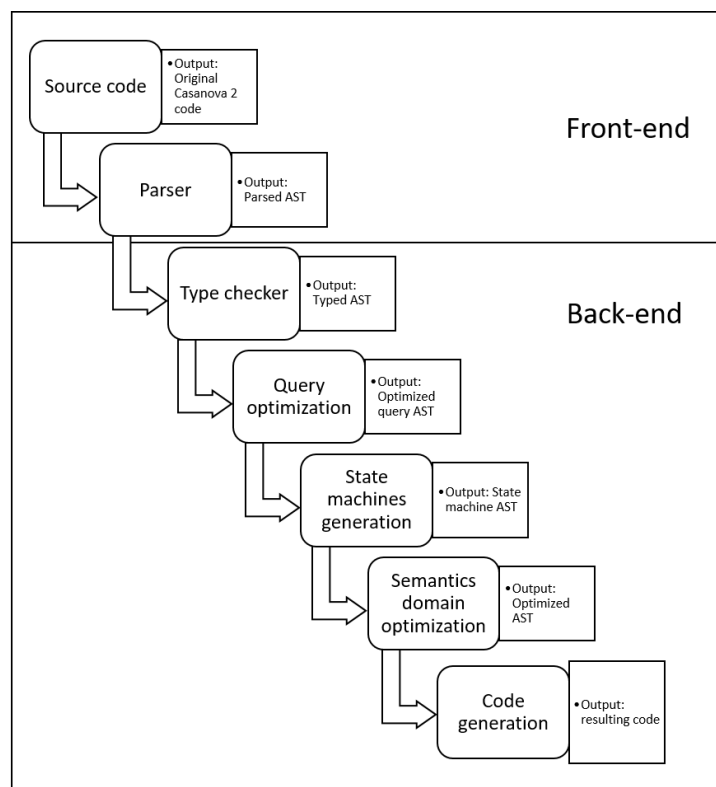 Source code
•Output:
Original
Casanova 2
code
Front-end
Parser
•Output:
Parsed AST
Type checker
•Output:
Typed AST
Back-end
Query
optimization
•Output:
Optimized
query AST
State
machines
generation
•Output: State
machine AST
Semantics
domain
optimization
•Output:
Optimized
AST
Code
generation
•Output:
resulting code